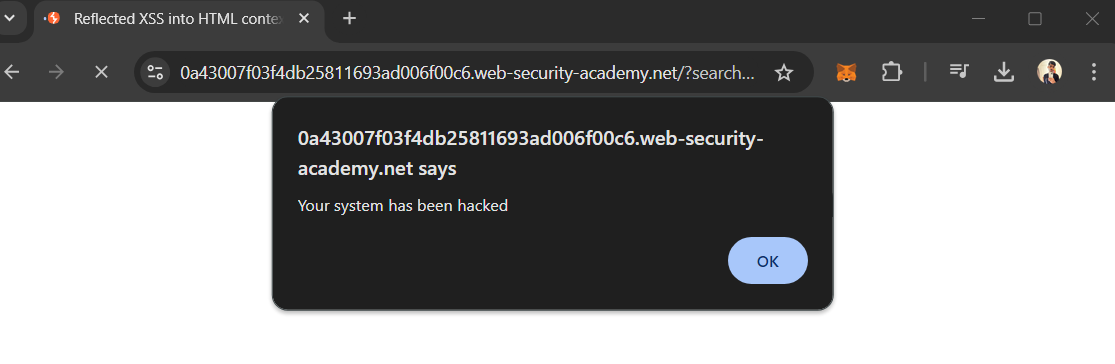 Reflected XSS into HTML contex
0a43007f03f4db25811693ad006f00c6.web-security-academy.net/?search...
0a43007f03f4db25811693ad006f00c6.web-security-
academy.net says
Your system has been hacked
OK